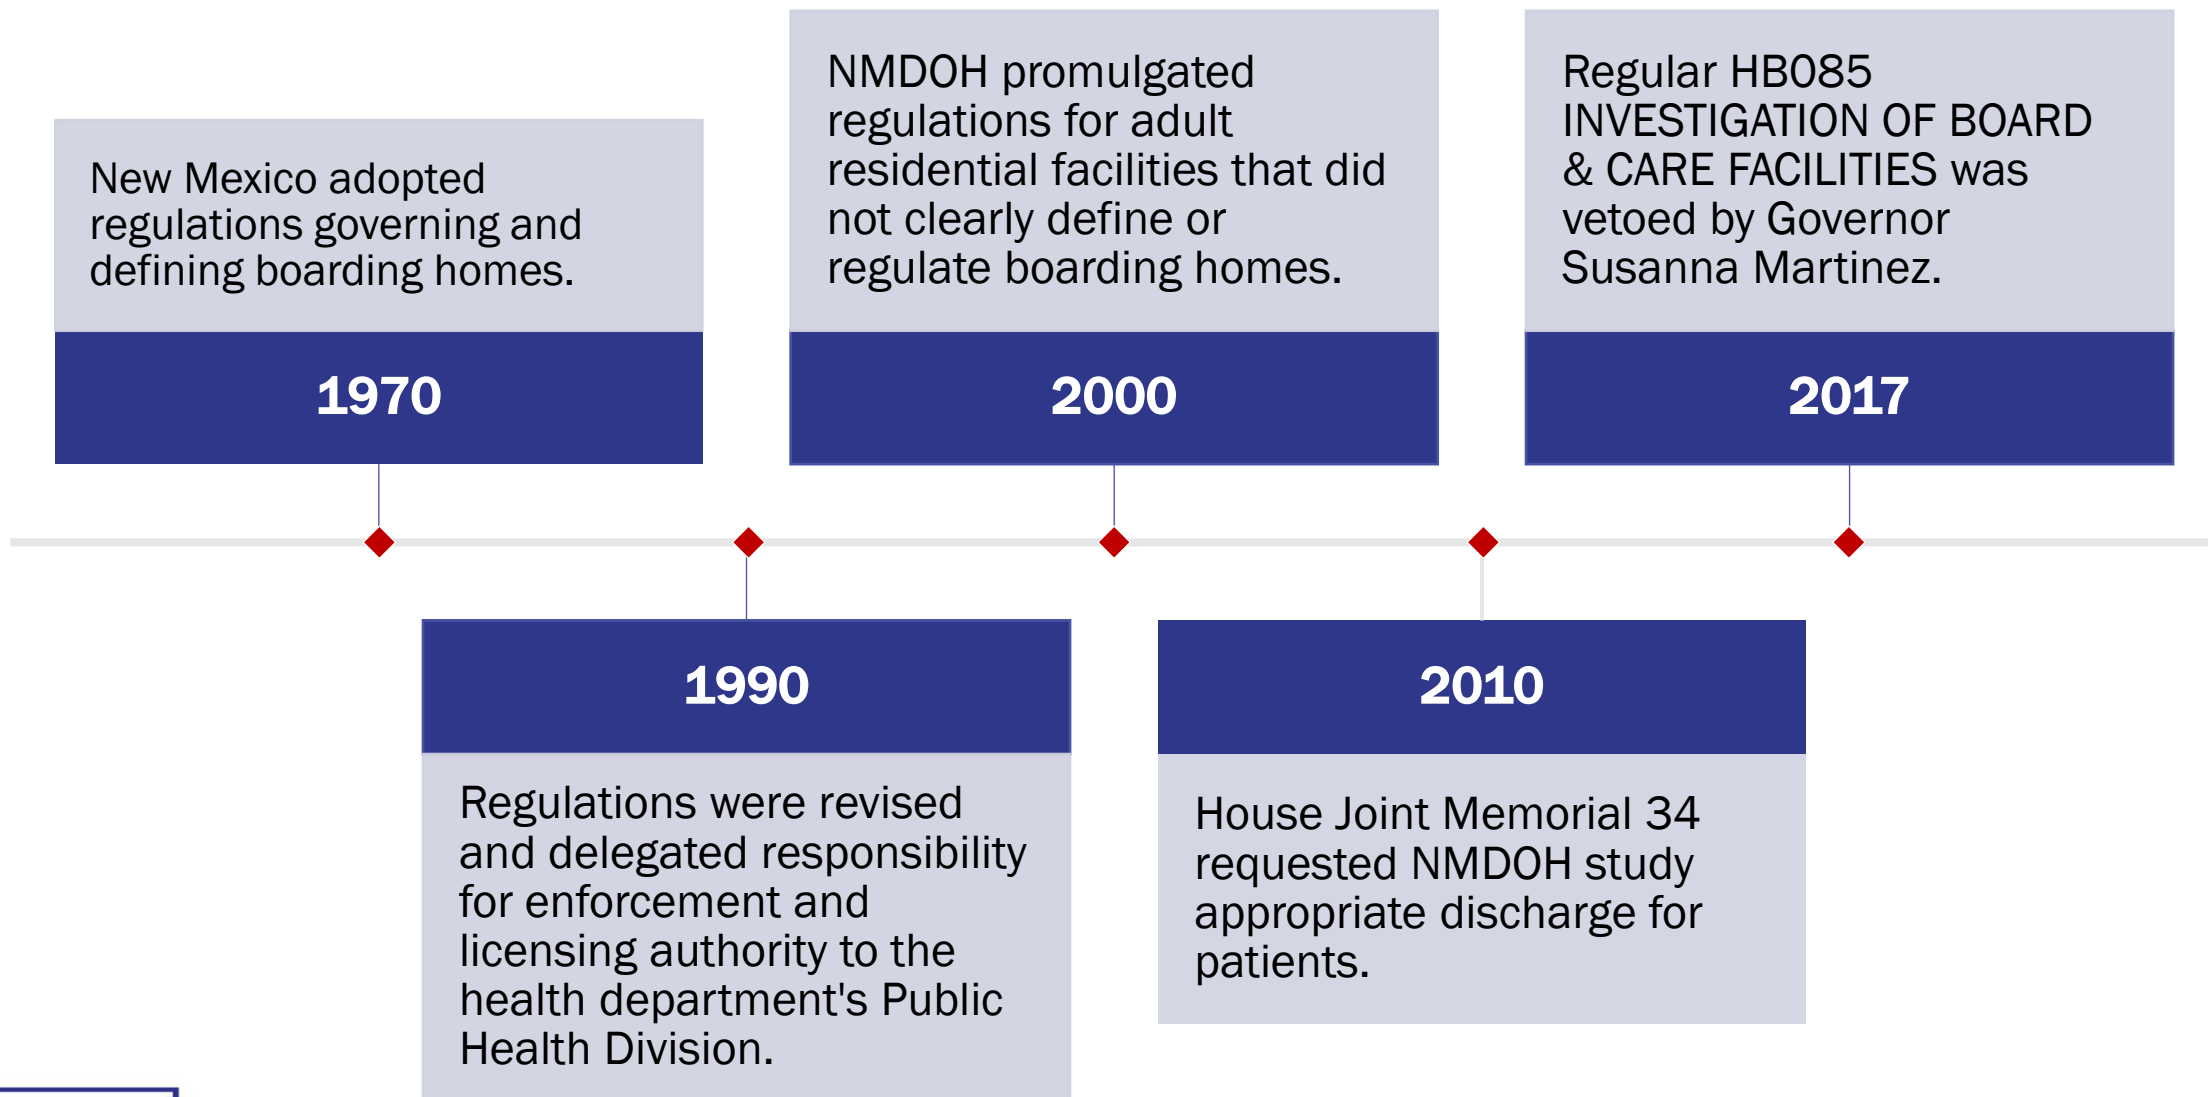 New Mexico adopted
regulations governing and
defining boarding homes.
1970
Regulations were revised
and delegated responsibility
for enforcement and
licensing authority to the
health department's Public
Health Division.
1990
NMDOH promulgated
regulations for adult
residential facilities that did
not clearly define or
regulate boarding homes.
2000
House Joint Memorial 34
requested NMDOH study
appropriate discharge for
patients.
2010
Regular HB085
INVESTIGATION OF BOARD
& CARE FACILITIES was
vetoed by Governor
Susanna Martinez.
2017